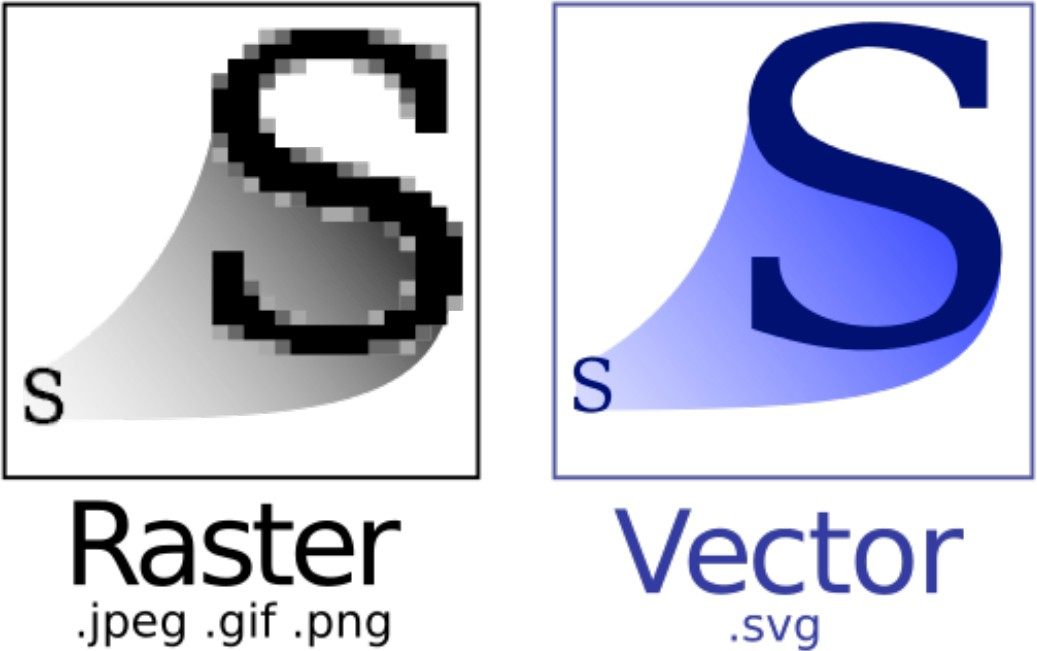 S
S
Raster
.jpeg .gif .png
S
S
Vector
.svg